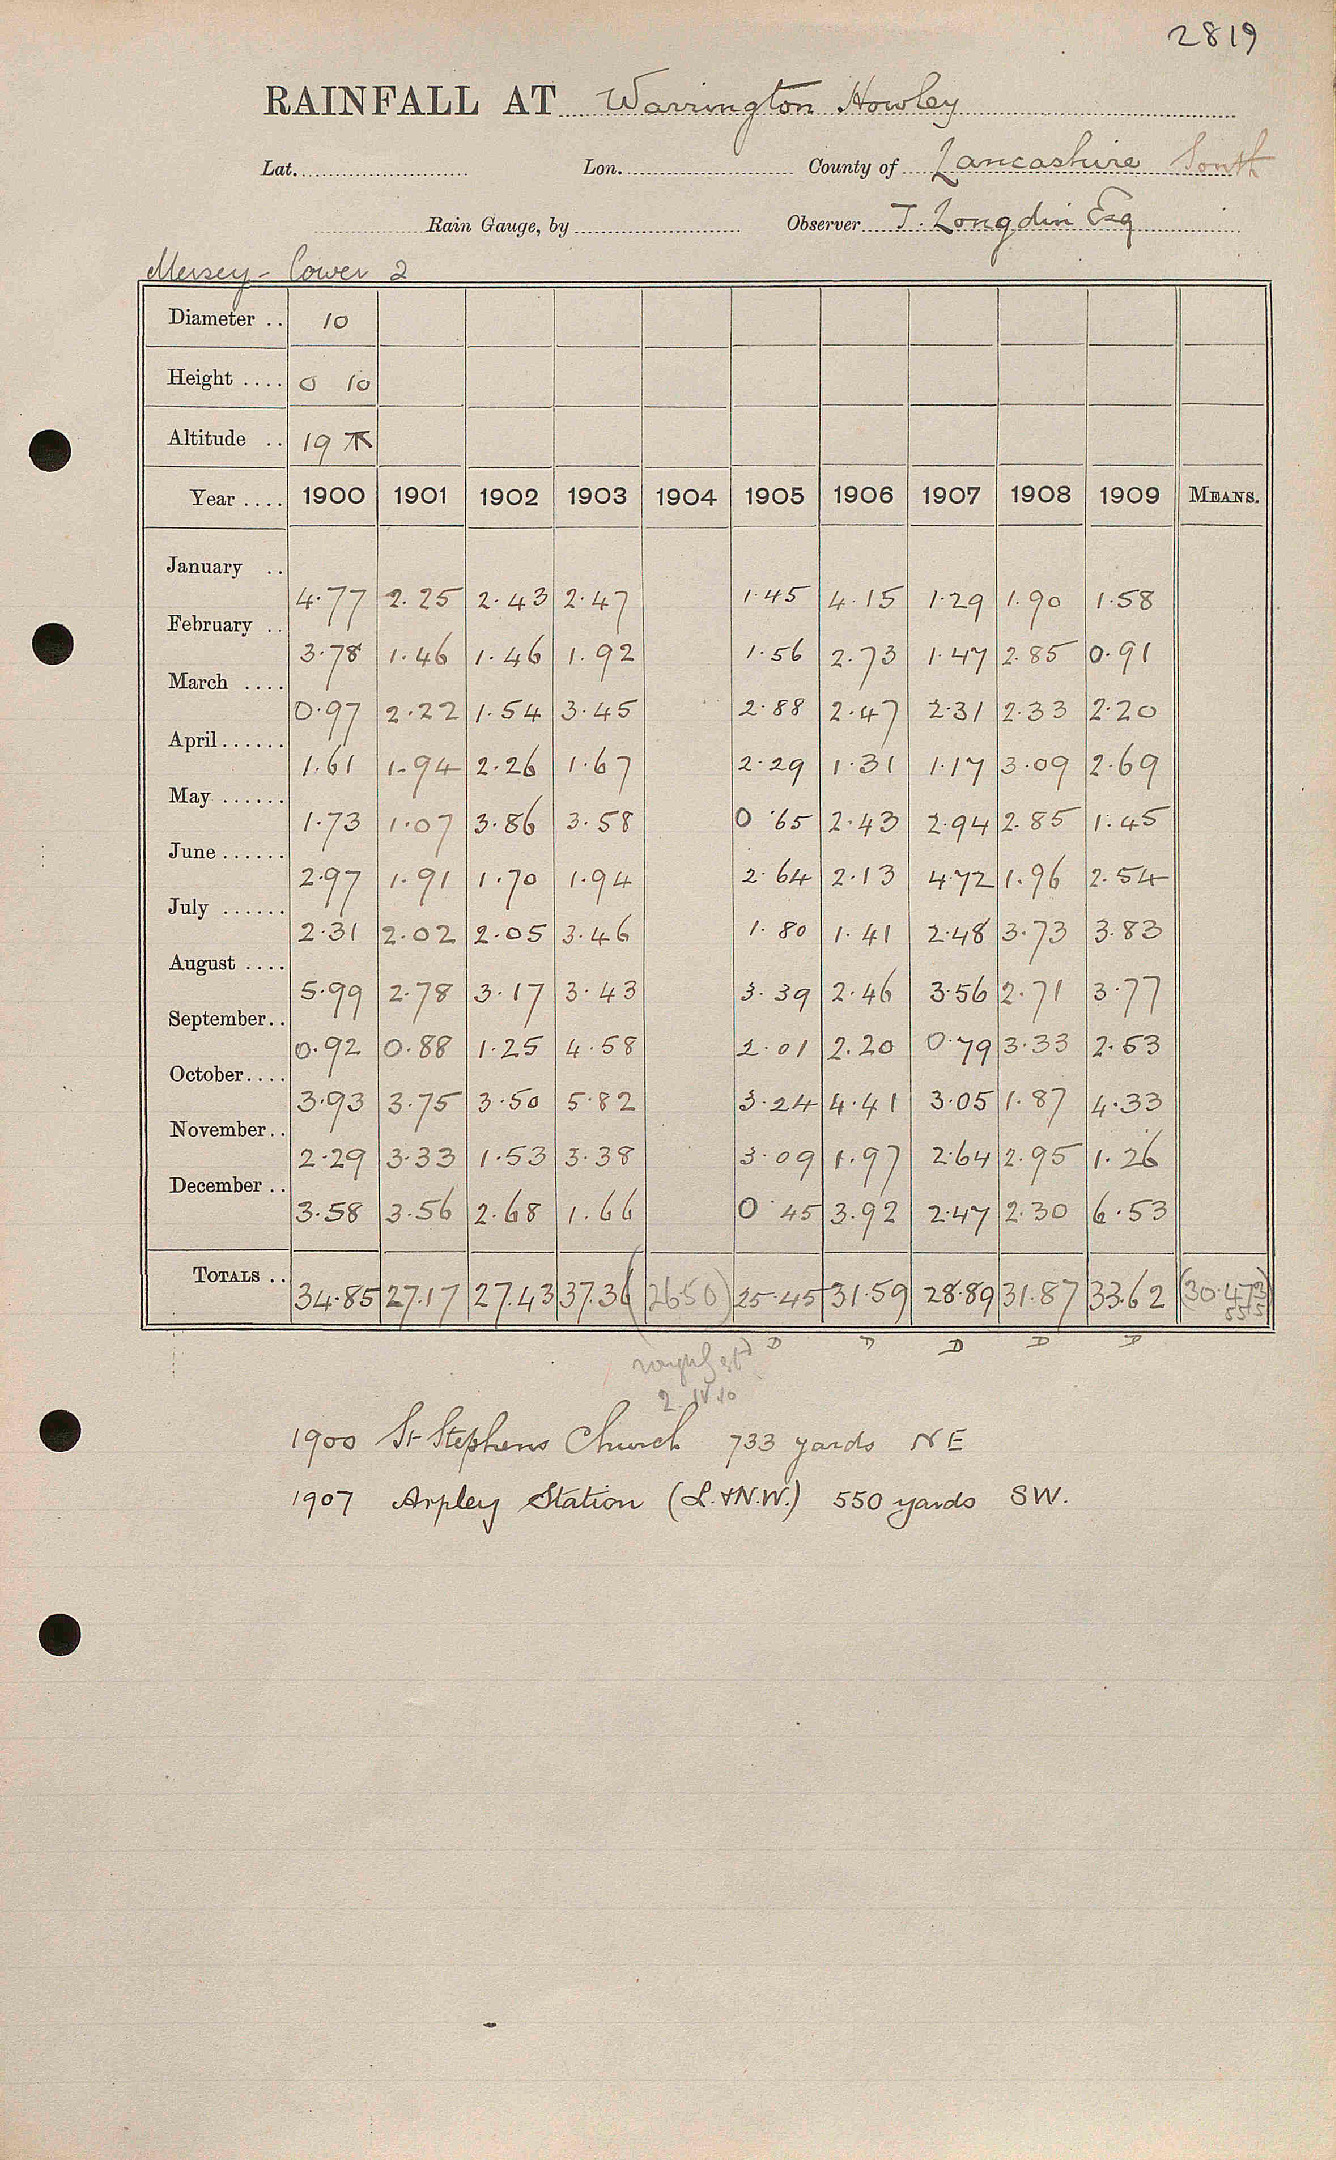 2819
RAINFALL AT Warrington Howley
Lat. Lon. County of Lancashire South
Rain Gauge, by Observer T. Longdin Esq
Mersey - Lower 2
Diameter .. 10
Height .... 0 10
Altitude .. 19
Year .... 1900 1901 1902 1903 1904 1905 1906 1907 1908 1909 MEANS.
January .. 4.77 2.25 2.43 2.47 1.45 4.15 1.29 1.90 1.58
February .. 3.78 1.46 1.46 1.92 1.56 2.73 1.47 2.85 0.91
March .... 0.97 2.22 1.54 3.45 2.88 2.47 2.31 2.33 2.20
April...... 1.61 1.94 2.26 1.67 2.29 1.31 1.17 3.09 2.69
May ...... 1.73 1.07 3.86 3.58 0.65 2.43 2.94 2.85 1.45
June ...... 2.97 1.91 1.70 1.94 2.64 2.13 4.72 1.96 2.54
July ...... 2.31 2.02 2.05 3.46 1.80 1.41 2.48 3.73 3.83
August .... 5.99 2.78 3.17 3.43 3.39 2.46 3.56 2.71 3.77
September.. 0.92 0.88 1.25 4.58 2.01 2.20 0.79 3.33 2.53
October.... 3.93 3.75 3.50 5.82 3.24 4.41 3.05 1.87 4.33
November.. 2.29 3.33 1.53 3.38 3.09 1.97 2.64 2.95 1.26
December .. 3.58 3.56 2.68 1.66 0.45 3.92 2.47 2.30 6.53
TOTALS .. 34.85 27.17 27.43 37.36 (2650) 25.45 31.59 28.89 31.87 33.62 (30.473)
D D D D D
2.IV.10
1900 St Stephens Church 733 yards NE
1907 Arpley Station (L.&N.W.) 550 yards SW.